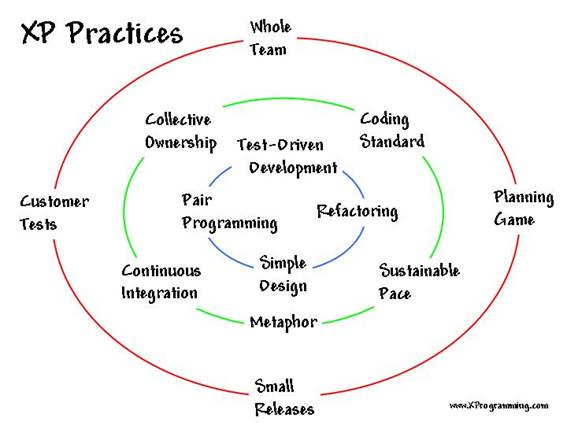 XP Practices
Whole
Team
Collective
Ownership
Coding
Standard
Test-Driven
Development
Customer
Tests
Pair
Programming
Refactoring
Planning
Game
Continuous
Integration
Simple
Design
Sustainable
Pace
Metaphor
Small
Releases
www.XProgramming.com